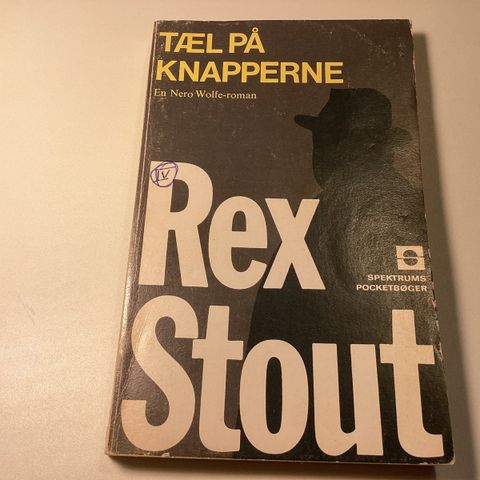 TÆL PÅ
KNAPPERNE
En Nero Wolfe-roman
IV
Rex
SPEKTRUMS
POCKETBØGER
Stout